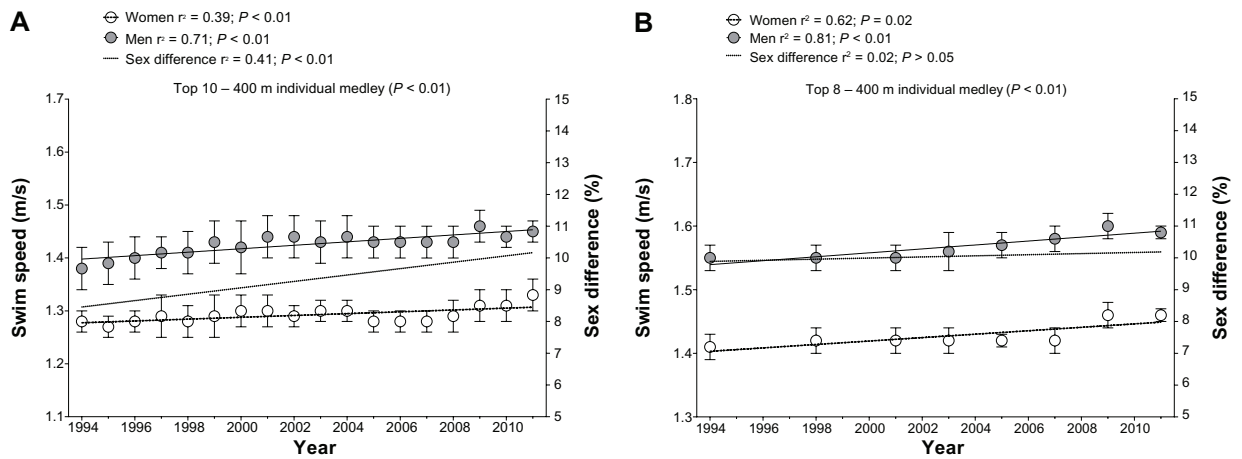 A
Women r² = 0.39; P < 0.01
Men r² = 0.71; P < 0.01
Sex difference r² = 0.41; P < 0.01
Top 10 – 400 m individual medley (P < 0.01)
1.7
1.6
1.5
1.4
1.3
1.2
1.1
Swim speed (m/s)
15
14
13
12
11
10
9
8
7
6
5
Sex difference (%)
1994 1996 1998 2000 2002 2004 2006 2008 2010
Year
B
Women r² = 0.62; P = 0.02
Men r² = 0.81; P < 0.01
Sex difference r² = 0.02; P > 0.05
Top 8 – 400 m individual medley (P < 0.01)
1.8
1.7
1.6
1.5
1.4
1.3
Swim speed (m/s)
15
14
13
12
11
10
9
8
7
6
5
Sex difference (%)
1994 1996 1998 2000 2002 2004 2006 2008 2010
Year